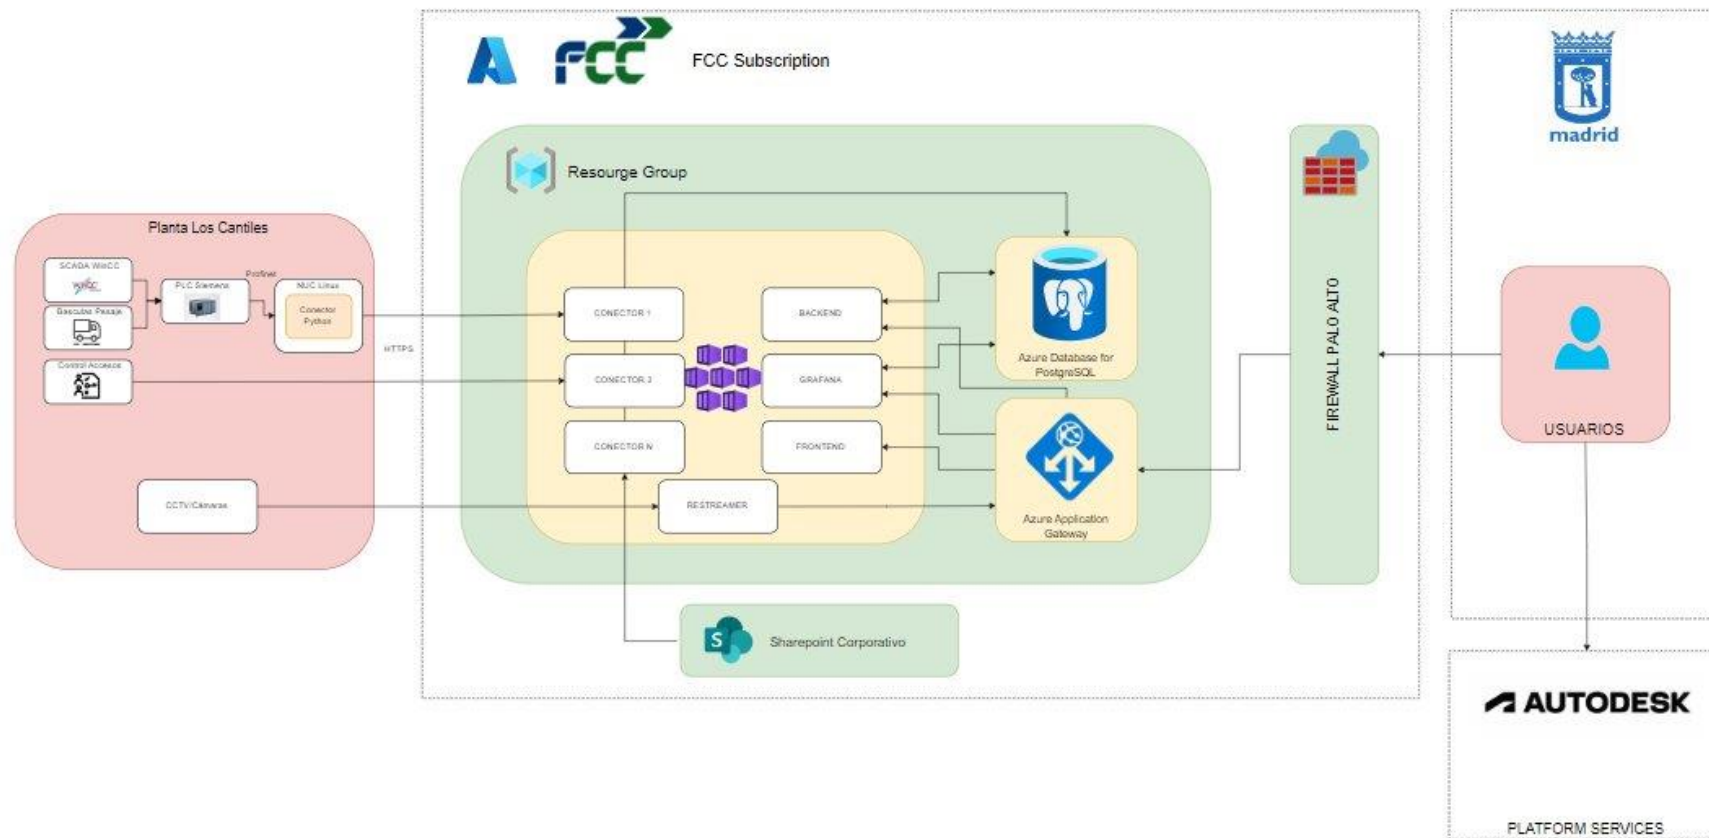 FCC
FCC Subscription
madrid
Resourge Group
Planta Los Cantiles
SCADA WinCC
WinCC
PLC Siemens
Profinet
NUC Linux
Conector
Python
Basculas Pesaje
Control Accesos
CCTV/Cámaras
HTTPS
CONECTOR 1
CONECTOR 2
CONECTOR N
BACKEND
GRAFANA
FRONTEND
RESTREAMER
Azure Database for
PostgreSQL
Azure Application
Gateway
FIREWALL PALO ALTO
USUARIOS
S
Sharepoint Corporativo
AUTODESK
PLATFORM SERVICES